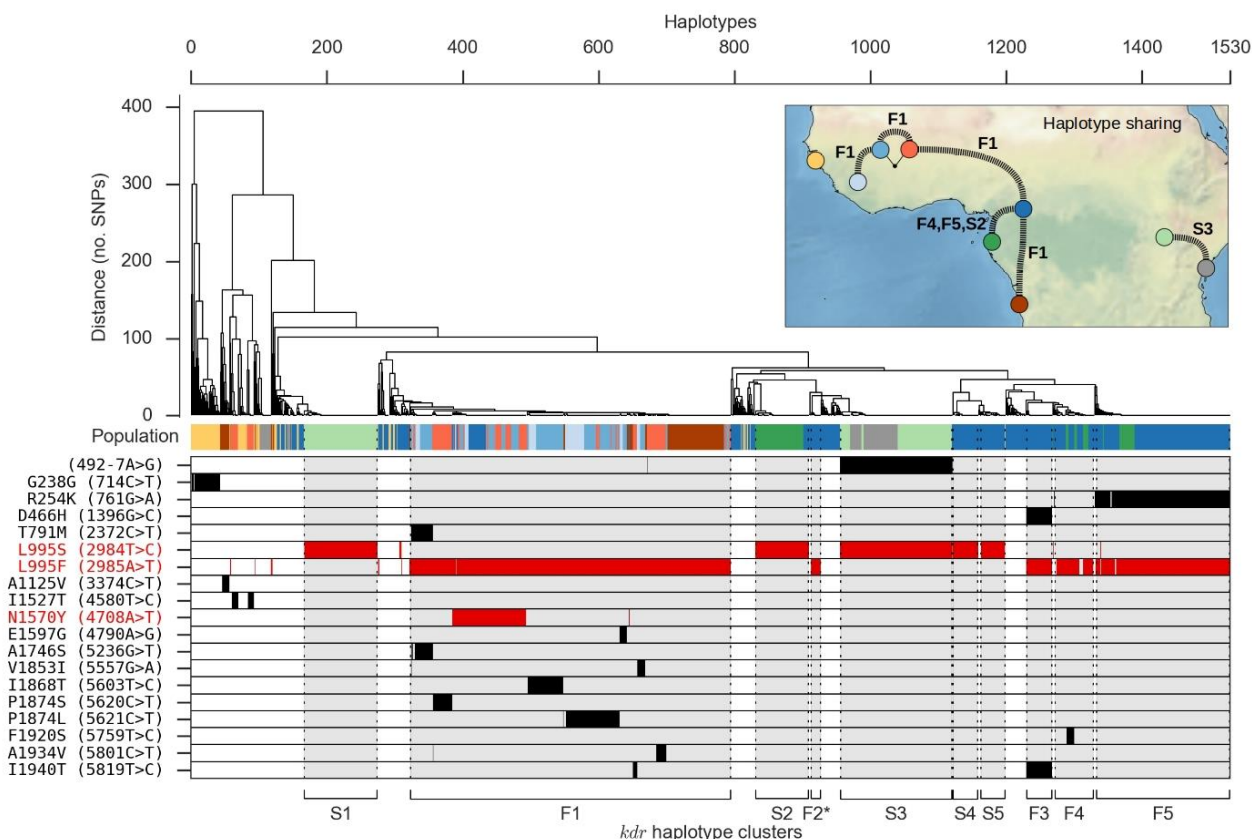 Haplotypes
0 200 400 600 800 1000 1200 1400 1530
Distance (no. SNPs)
400
300
200
100
0
Haplotype sharing
F1
F1
F1
F4,F5,S2
F1
S3
Population
(492-7A>G)
G238G (714C>T)
R254K (761G>A)
D466H (1396G>C)
T791M (2372C>T)
L995S (2984T>C)
L995F (2985A>T)
A1125V (3374C>T)
I1527T (4580T>C)
N1570Y (4708A>T)
E1597G (4790A>G)
A1746S (5236G>T)
V1853I (5557G>A)
I1868T (5603T>C)
P1874S (5620C>T)
P1874L (5621C>T)
F1920S (5759T>C)
A1934V (5801C>T)
I1940T (5819T>C)
S1 F1 S2 F2* S3 S4 S5 F3 F4 F5
kdr haplotype clusters